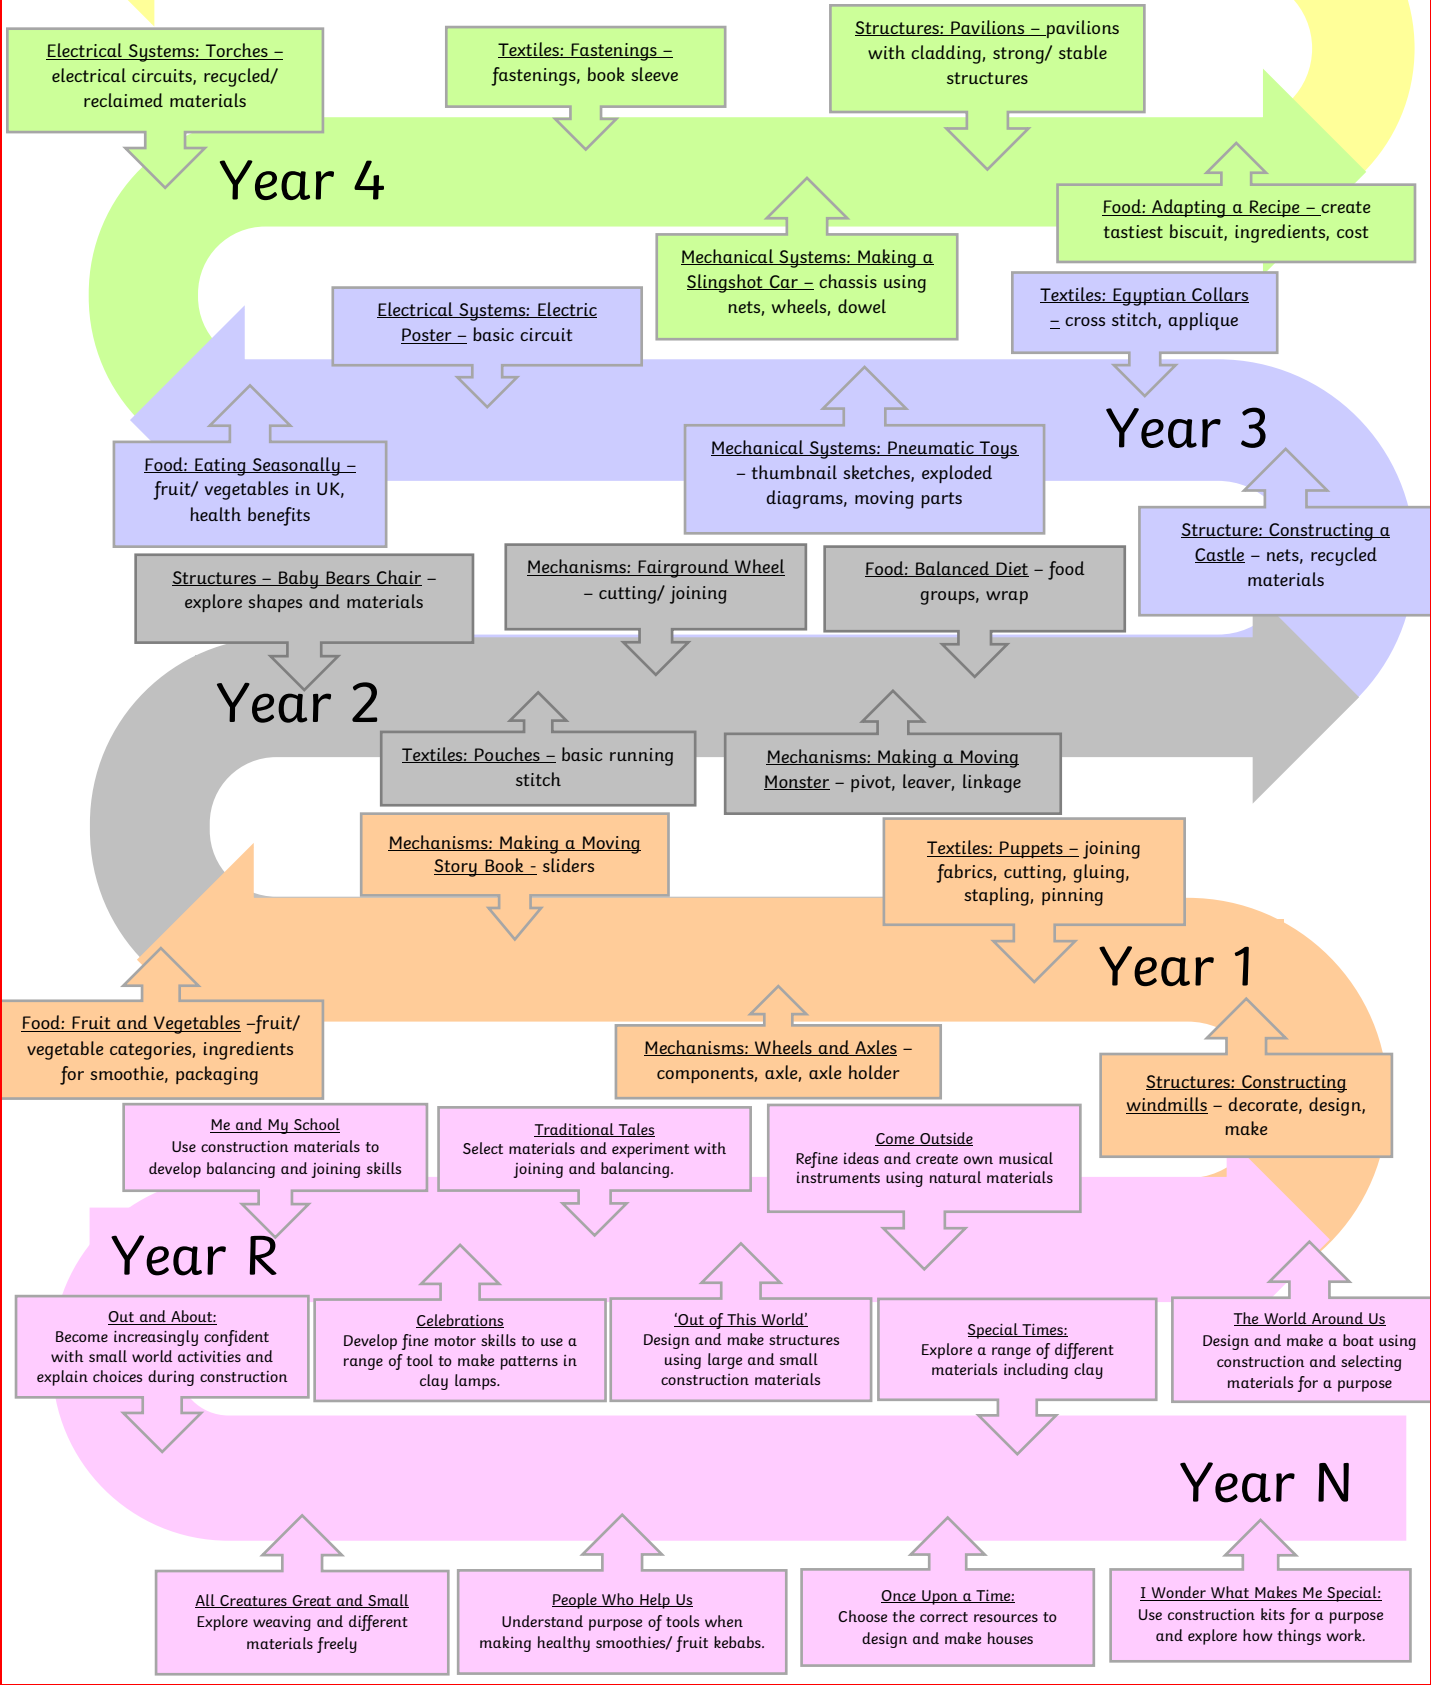 Electrical Systems: Torches –
electrical circuits, recycled/
reclaimed materials
Textiles: Fastenings –
fastenings, book sleeve
Structures: Pavilions – pavilions
with cladding, strong/ stable
structures
Year 4
Mechanical Systems: Making a
Slingshot Car – chassis using
nets, wheels, dowel
Food: Adapting a Recipe – create
tastiest biscuit, ingredients, cost
Electrical Systems: Electric
Poster – basic circuit
Textiles: Egyptian Collars
– cross stitch, applique
Year 3
Food: Eating Seasonally –
fruit/ vegetables in UK,
health benefits
Mechanical Systems: Pneumatic Toys
– thumbnail sketches, exploded
diagrams, moving parts
Structure: Constructing a
Castle – nets, recycled
materials
Structures – Baby Bears Chair –
explore shapes and materials
Mechanisms: Fairground Wheel
– cutting/ joining
Food: Balanced Diet – food
groups, wrap
Year 2
Textiles: Pouches – basic running
stitch
Mechanisms: Making a Moving
Monster – pivot, leaver, linkage
Mechanisms: Making a Moving
Story Book - sliders
Textiles: Puppets – joining
fabrics, cutting, gluing,
stapling, pinning
Year 1
Food: Fruit and Vegetables –fruit/
vegetable categories, ingredients
for smoothie, packaging
Mechanisms: Wheels and Axles –
components, axle, axle holder
Structures: Constructing
windmills – decorate, design,
make
Me and My School
Use construction materials to
develop balancing and joining skills
Traditional Tales
Select materials and experiment with
joining and balancing.
Come Outside
Refine ideas and create own musical
instruments using natural materials
Year R
Out and About:
Become increasingly confident
with small world activities and
explain choices during construction
Celebrations
Develop fine motor skills to use a
range of tool to make patterns in
clay lamps.
‘Out of This World’
Design and make structures
using large and small
construction materials
Special Times:
Explore a range of different
materials including clay
The World Around Us
Design and make a boat using
construction and selecting
materials for a purpose
Year N
All Creatures Great and Small
Explore weaving and different
materials freely
People Who Help Us
Understand purpose of tools when
making healthy smoothies/ fruit kebabs.
Once Upon a Time:
Choose the correct resources to
design and make houses
I Wonder What Makes Me Special:
Use construction kits for a purpose
and explore how things work.